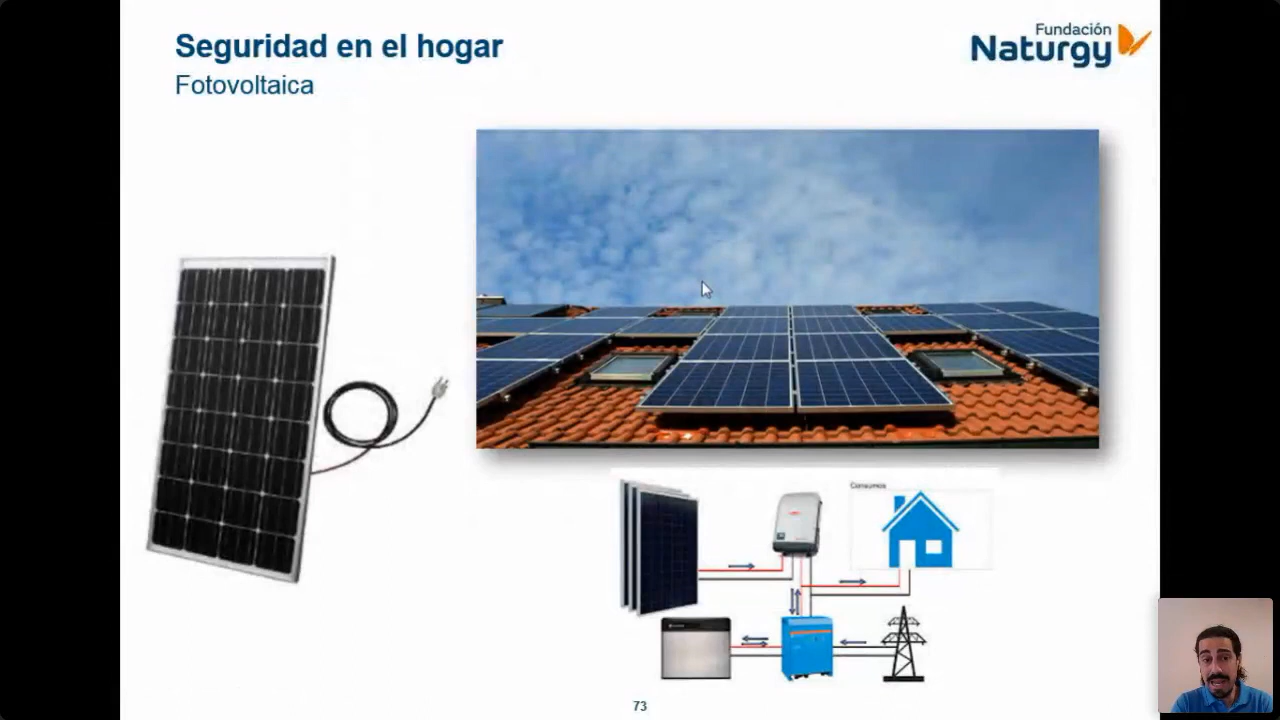 Seguridad en el hogar
Fotovoltaica
Fundación
Naturgy
Consumos
73